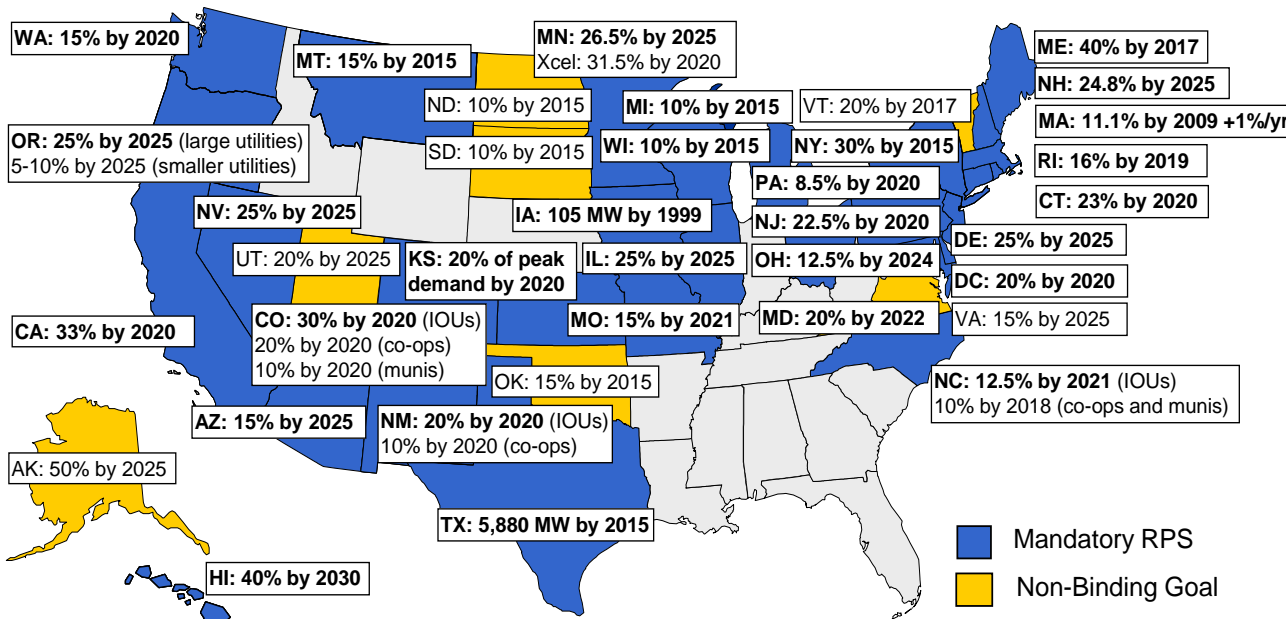 WA: 15% by 2020
MT: 15% by 2015
MN: 26.5% by 2025
Xcel: 31.5% by 2020
ME: 40% by 2017
NH: 24.8% by 2025
ND: 10% by 2015
MI: 10% by 2015
VT: 20% by 2017
MA: 11.1% by 2009 +1%/yr
OR: 25% by 2025 (large utilities)
5-10% by 2025 (smaller utilities)
SD: 10% by 2015
WI: 10% by 2015
NY: 30% by 2015
RI: 16% by 2019
PA: 8.5% by 2020
CT: 23% by 2020
NV: 25% by 2025
IA: 105 MW by 1999
NJ: 22.5% by 2020
DE: 25% by 2025
UT: 20% by 2025
KS: 20% of peak
demand by 2020
IL: 25% by 2025
OH: 12.5% by 2024
DC: 20% by 2020
CA: 33% by 2020
CO: 30% by 2020 (IOUs)
20% by 2020 (co-ops)
10% by 2020 (munis)
MO: 15% by 2021
MD: 20% by 2022
VA: 15% by 2025
OK: 15% by 2015
NC: 12.5% by 2021 (IOUs)
10% by 2018 (co-ops and munis)
AZ: 15% by 2025
NM: 20% by 2020 (IOUs)
10% by 2020 (co-ops)
AK: 50% by 2025
TX: 5,880 MW by 2015
HI: 40% by 2030
Mandatory RPS
Non-Binding Goal